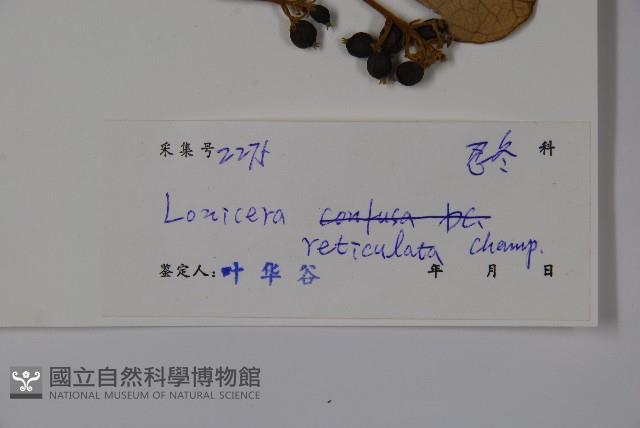 采集号 2275 忍冬 科
Lonicera confusa DC.
reticulata Champ.
鉴定人: 叶华谷 年 月 日
國立自然科學博物館
NATIONAL MUSEUM OF NATURAL SCIENCE